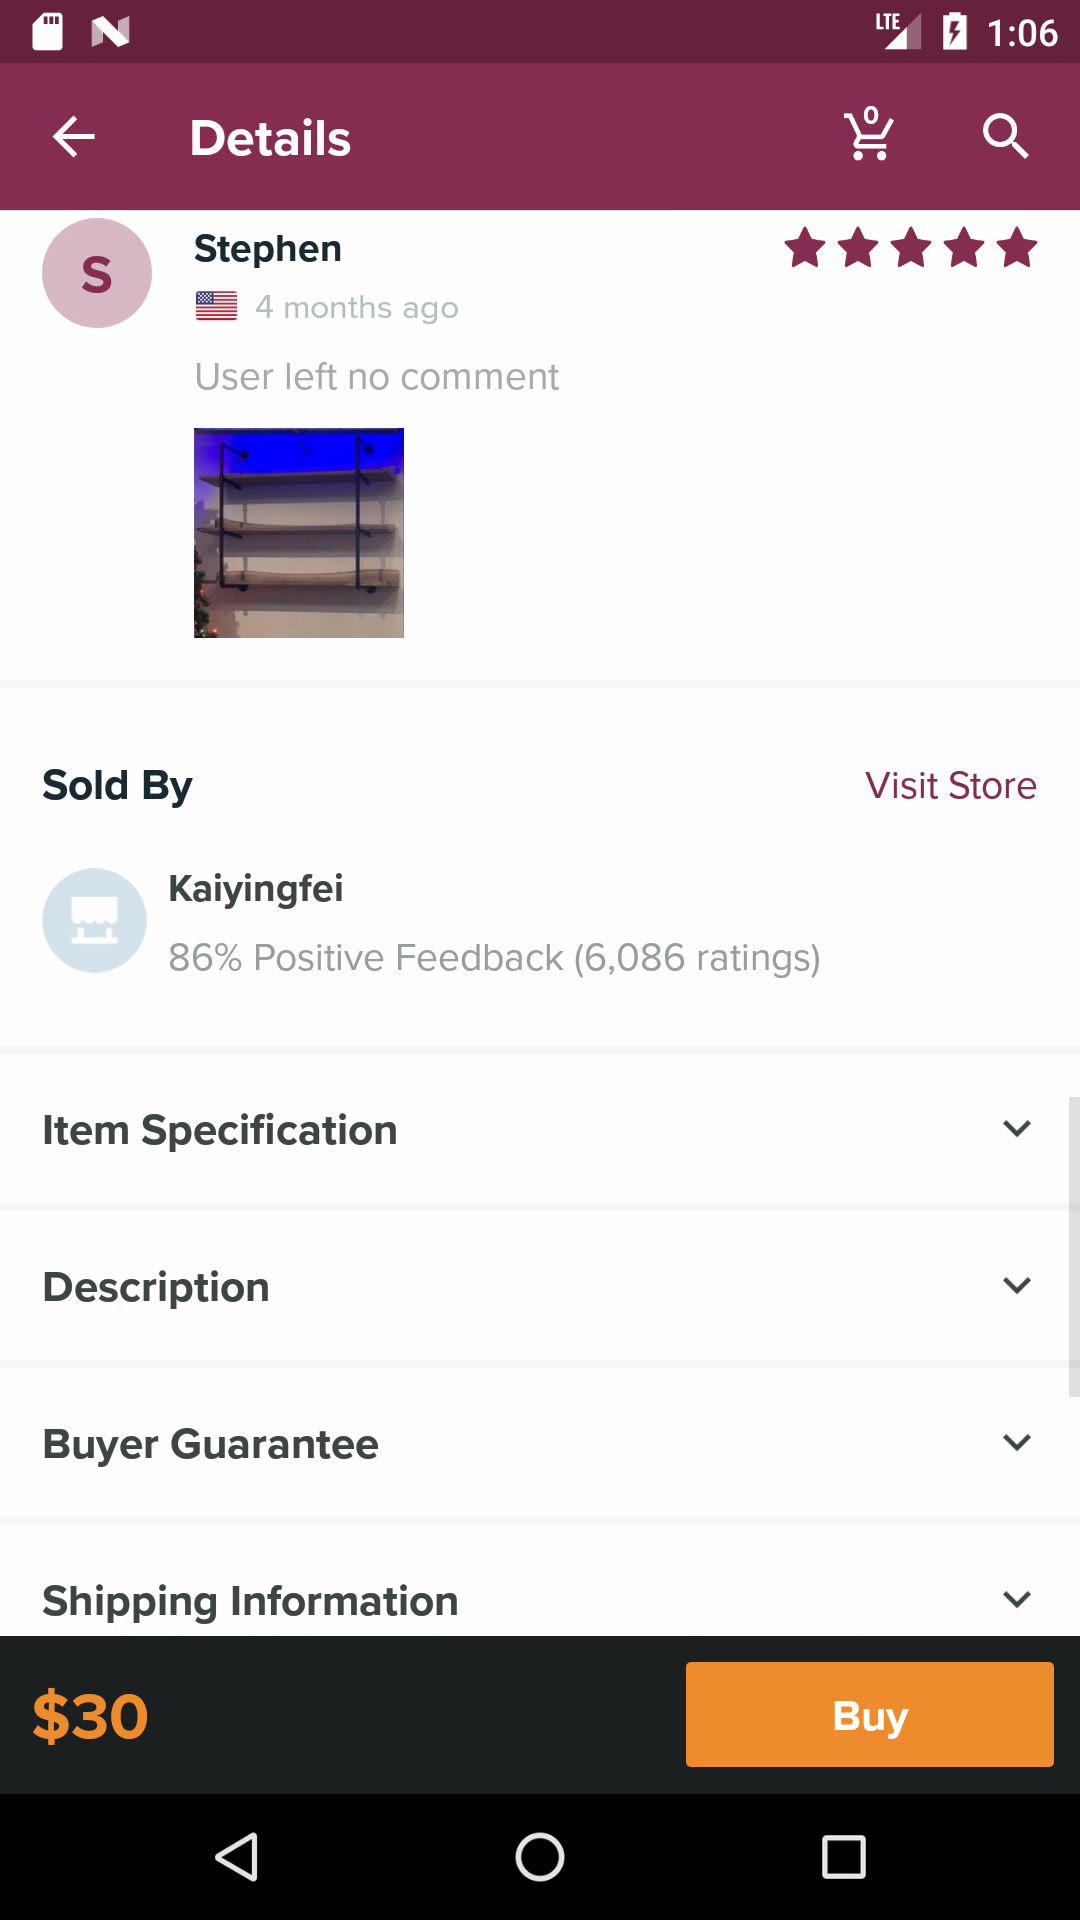 LTE 1:06
Details 0
S Stephen
4 months ago
User left no comment
Sold By Visit Store
Kaiyingfei
86% Positive Feedback (6,086 ratings)
Item Specification
Description
Buyer Guarantee
Shipping Information
$30 Buy